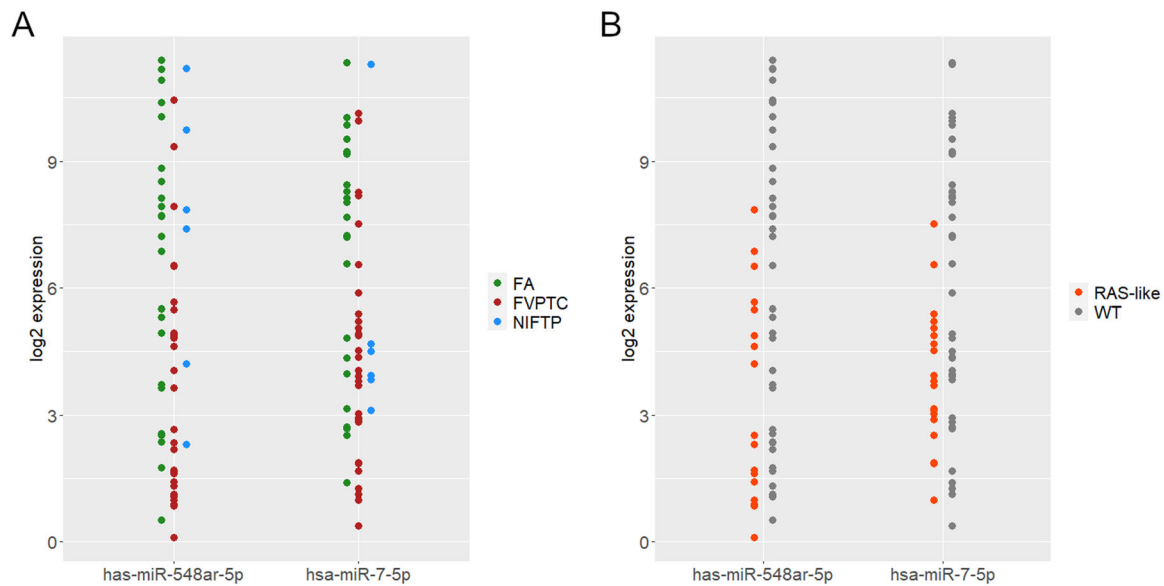 A
log2 expression
9
6
3
0
has-miR-548ar-5p
hsa-miR-7-5p
FA
FVPTC
NIFTP
B
log2 expression
9
6
3
0
has-miR-548ar-5p
hsa-miR-7-5p
RAS-like
WT